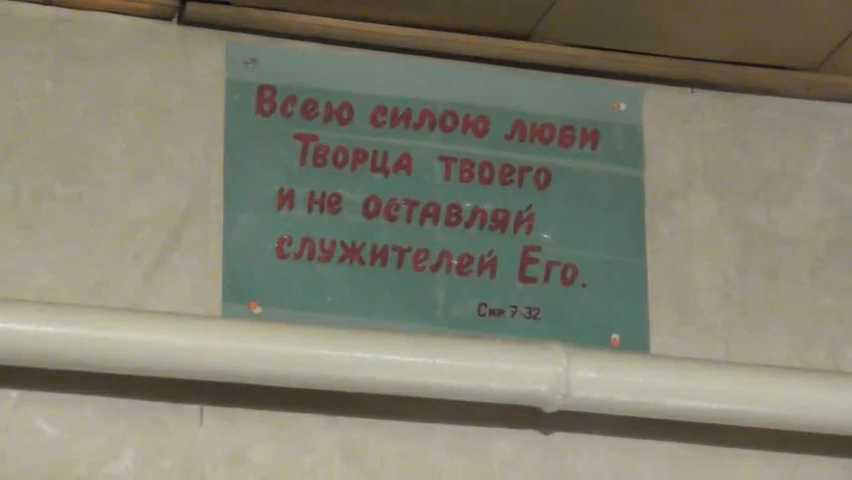 Всею силою люби
Творца твоего
и не оставляй
служителей Его.
Сир. 7:32